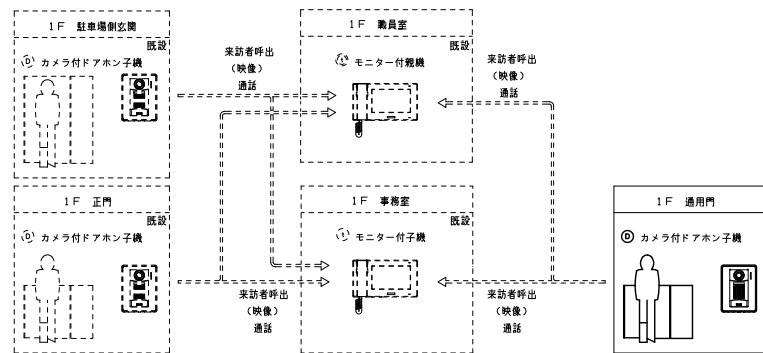 1F 駐車場側玄関
既設
D カメラ付ドアホン子機
来訪者呼出
(映像)
通話
1F 職員室
既設
モニター付親機
来訪者呼出
(映像)
通話
1F 正門
既設
D カメラ付ドアホン子機
来訪者呼出
(映像)
通話
1F 事務室
既設
モニター付子機
来訪者呼出
(映像)
通話
1F 通用門
D カメラ付ドアホン子機